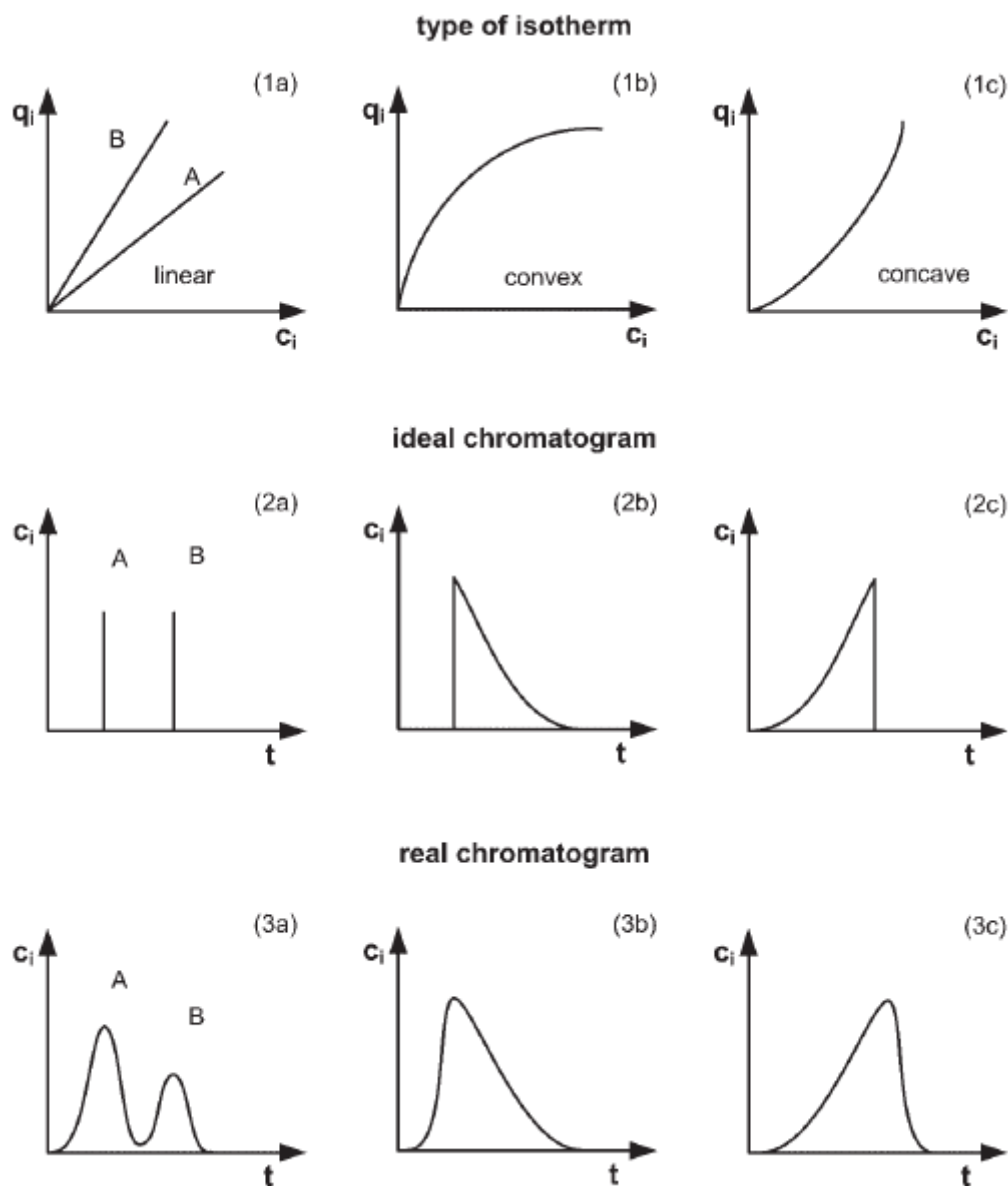 type of isotherm
(1a) (1b) (1c)
qᵢ qᵢ qᵢ
B
A
linear convex concave
cᵢ cᵢ cᵢ
ideal chromatogram
(2a) (2b) (2c)
cᵢ cᵢ cᵢ
A B
t t t
real chromatogram
(3a) (3b) (3c)
cᵢ cᵢ cᵢ
A
B
t t t